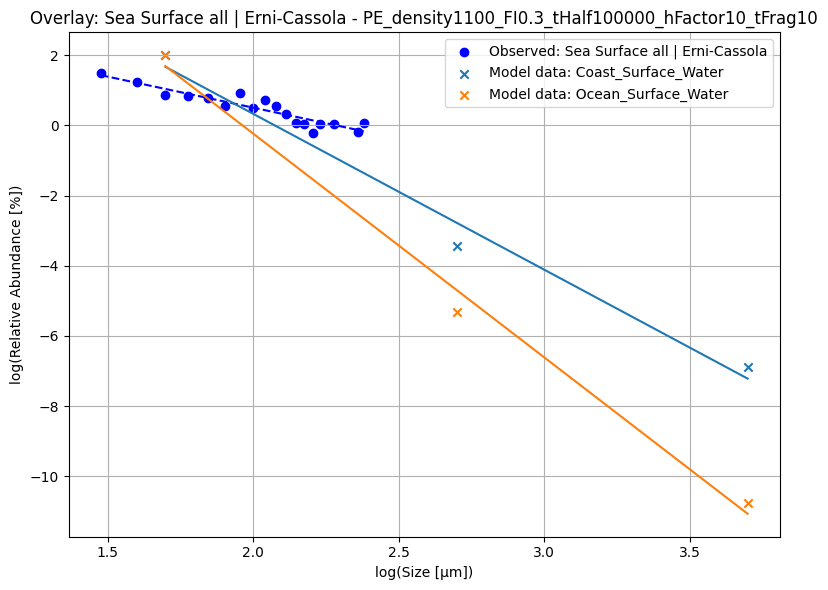 Overlay: Sea Surface all | Erni-Cassola - PE_density1100_FI0.3_tHalf100000_hFactor10_tFrag10
Observed: Sea Surface all | Erni-Cassola
Model data: Coast_Surface_Water
Model data: Ocean_Surface_Water
log(Relative Abundance [%])
2
0
−2
−4
−6
−8
−10
1.5 2.0 2.5 3.0 3.5
log(Size [μm])